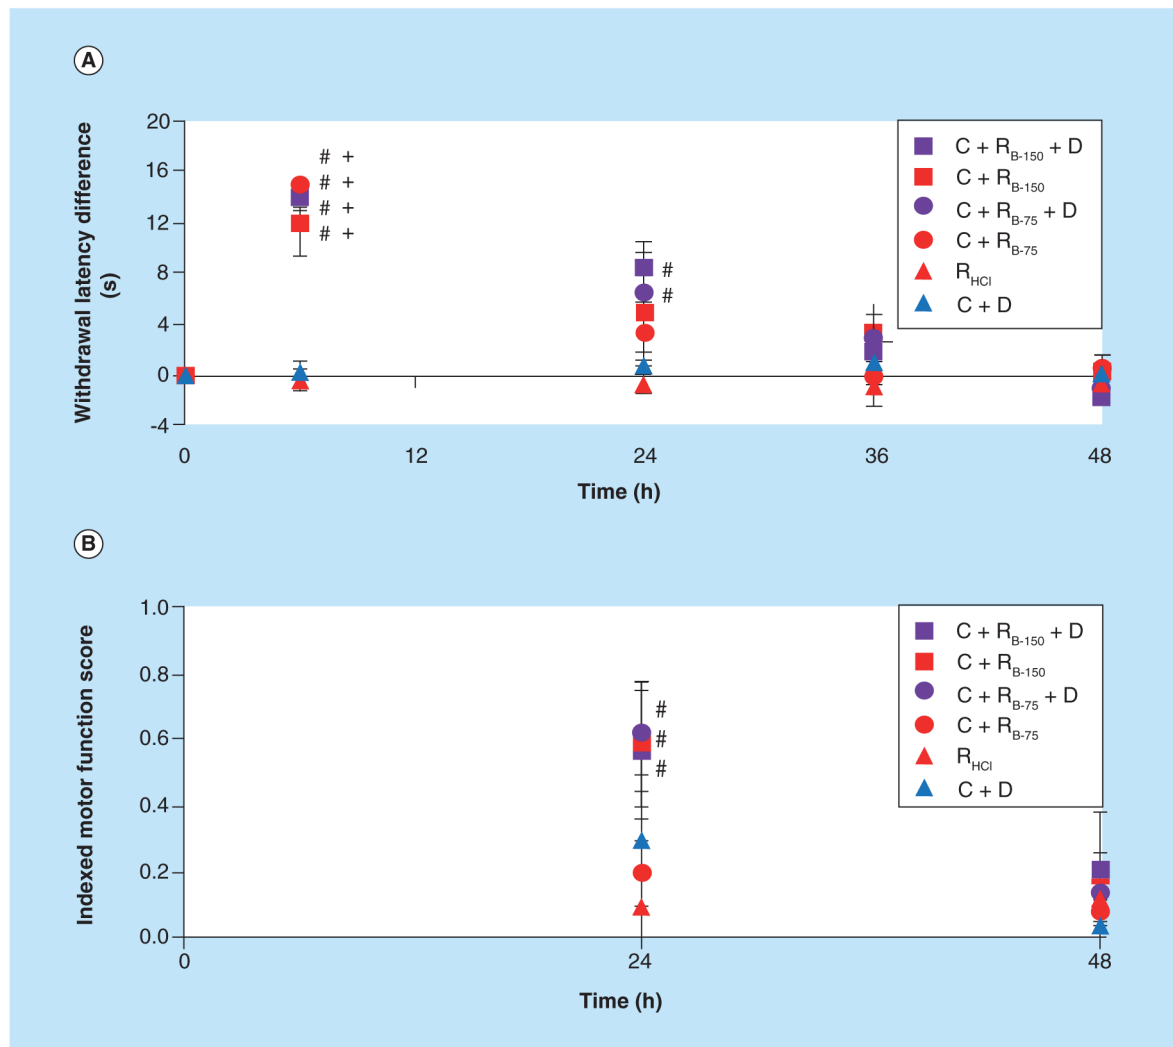 A
Withdrawal latency difference
(s)
20
16
12
8
4
0
-4
# +
# +
# +
# +
#
#
C + RB-150 + D
C + RB-150
C + RB-75 + D
C + RB-75
RHCl
C + D
0 12 24 36 48
Time (h)
B
Indexed motor function score
1.0
0.8
0.6
0.4
0.2
0.0
#
#
#
C + RB-150 + D
C + RB-150
C + RB-75 + D
C + RB-75
RHCl
C + D
0 24 48
Time (h)